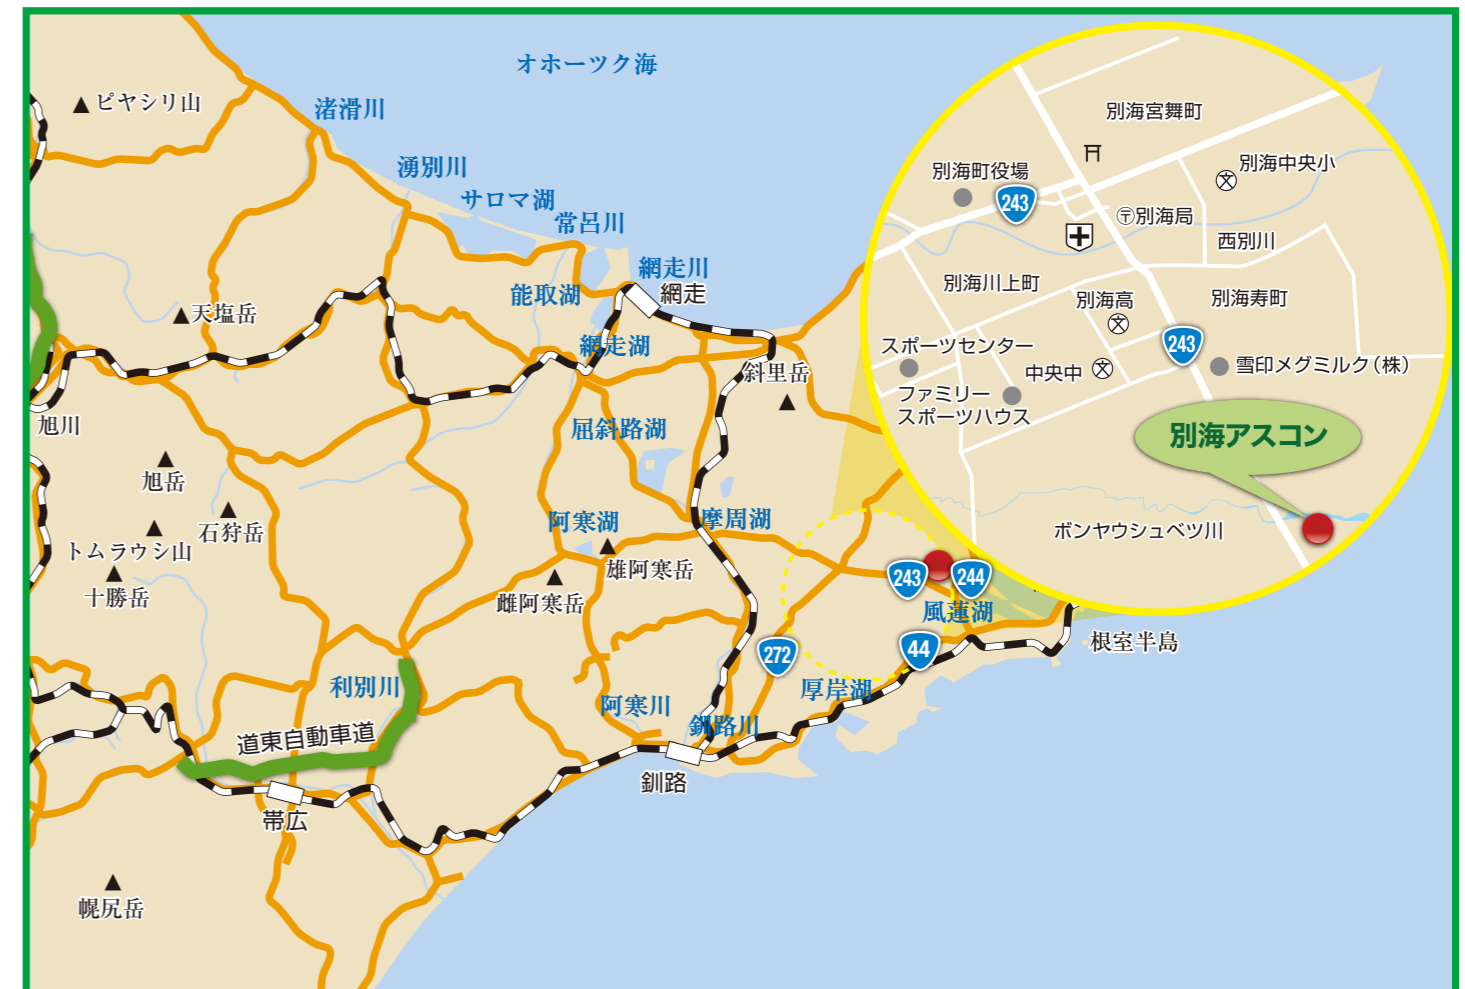 オホーツク海
ピヤシリ山
渚滑川
湧別川
サロマ湖
常呂川
網走川
網走
能取湖
天塩岳
網走湖
斜里岳
旭川
屈斜路湖
旭岳
石狩岳
阿寒湖
摩周湖
トムラウシ山
雄阿寒岳
十勝岳
雌阿寒岳
243
244
風蓮湖
272
44
根室半島
利別川
厚岸湖
阿寒川
釧路川
道東自動車道
釧路
帯広
幌尻岳
別海宮舞町
別海町役場
別海中央小
243
〒別海局
西別川
別海川上町
別海高
別海寿町
243
スポーツセンター
中央中
雪印メグミルク(株)
ファミリー
スポーツハウス
別海アスコン
ボンヤウシュベツ川